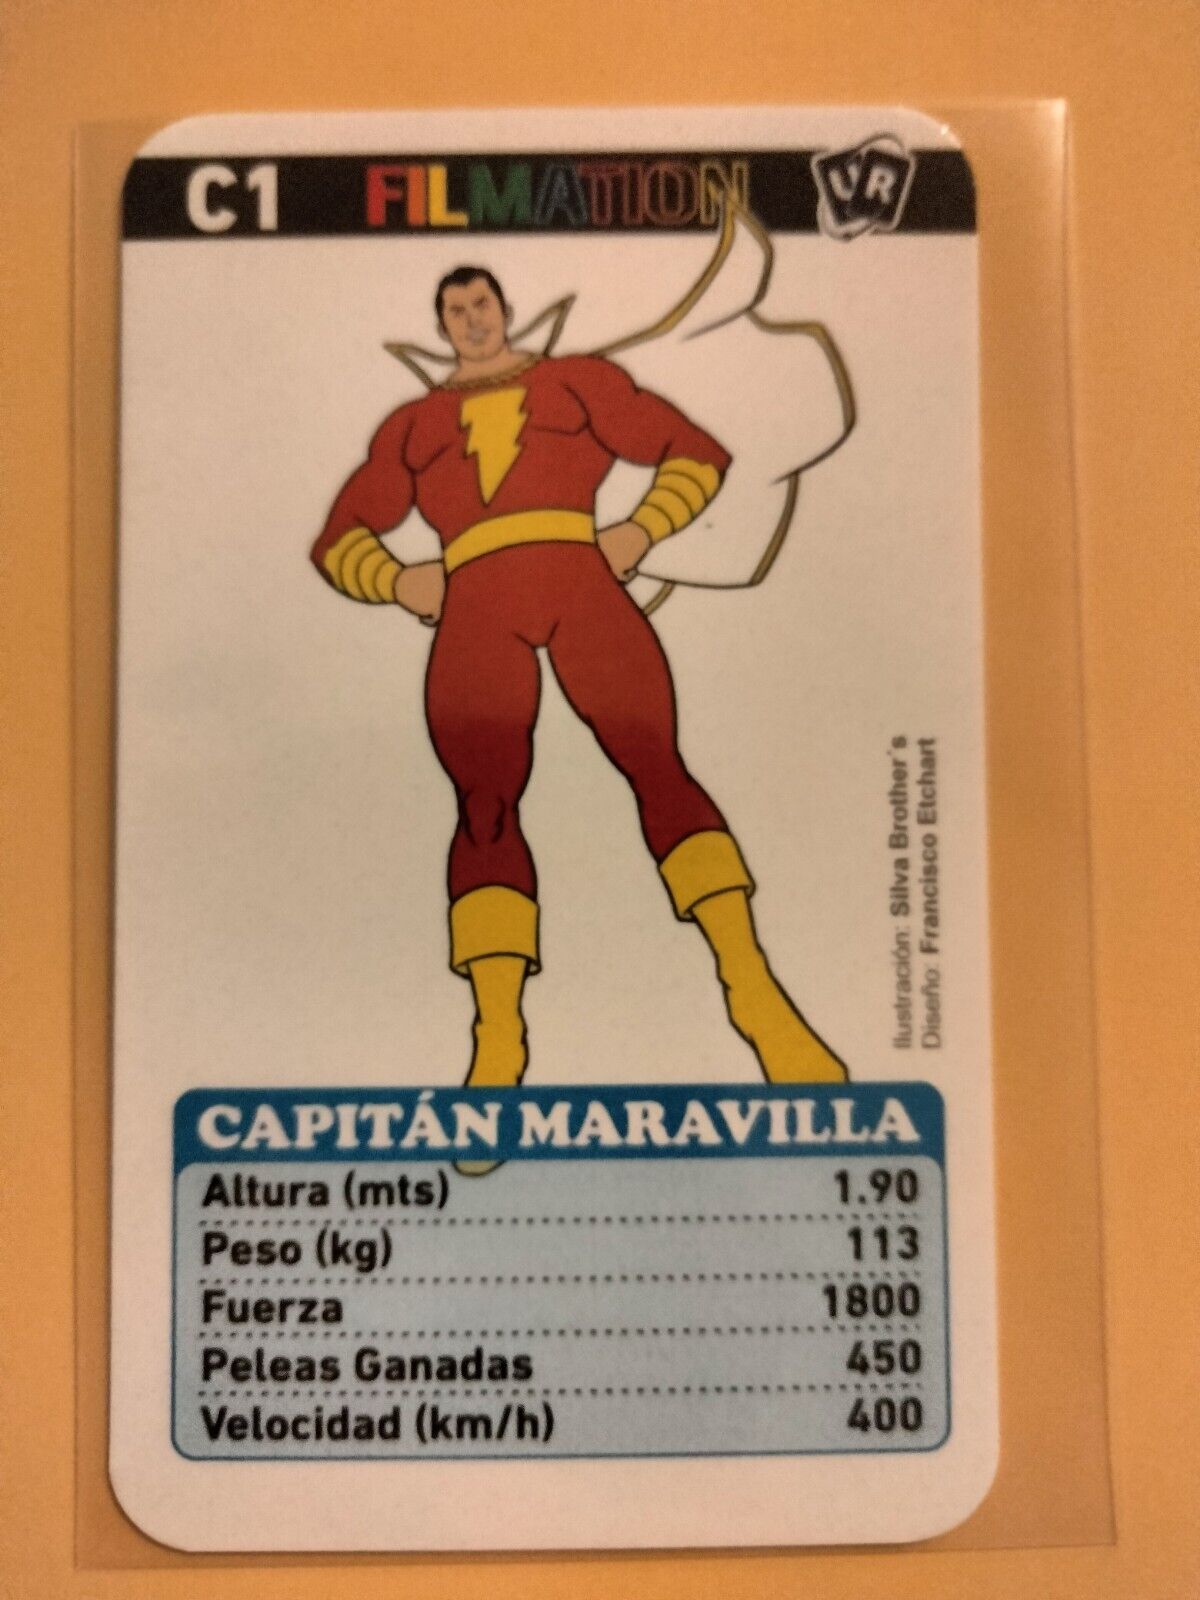 C1 FILMATION UR
Ilustración: Silva Brother´s
Diseño: Francisco Etchart
CAPITÁN MARAVILLA
Altura (mts) 1.90
Peso (kg) 113
Fuerza 1800
Peleas Ganadas 450
Velocidad (km/h) 400